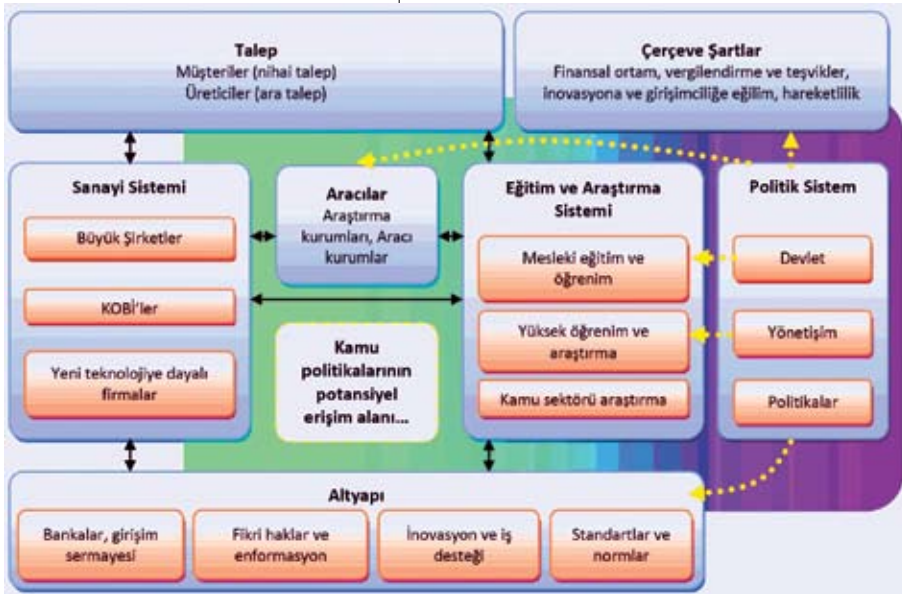 Talep
Müşteriler (nihai talep)
Üreticiler (ara talep)
Çerçeve Şartlar
Finansal ortam, vergilendirme ve teşvikler,
inovasyona ve girişimciliğe eğilim, hareketlilik
Sanayi Sistemi
Büyük Şirketler
KOBİ'ler
Yeni teknolojiye dayalı
firmalar
Aracılar
Araştırma
kurumları, Aracı
kurumlar
Kamu
politikalarının
potansiyel
erişim alanı...
Eğitim ve Araştırma
Sistemi
Mesleki eğitim ve
öğrenim
Yüksek öğrenim ve
araştırma
Kamu sektörü araştırma
Politik Sistem
Devlet
Yönetişim
Politikalar
Altyapı
Bankalar, girişim
sermayesi
Fikri haklar ve
enformasyon
İnovasyon ve iş
desteği
Standartlar ve
normlar